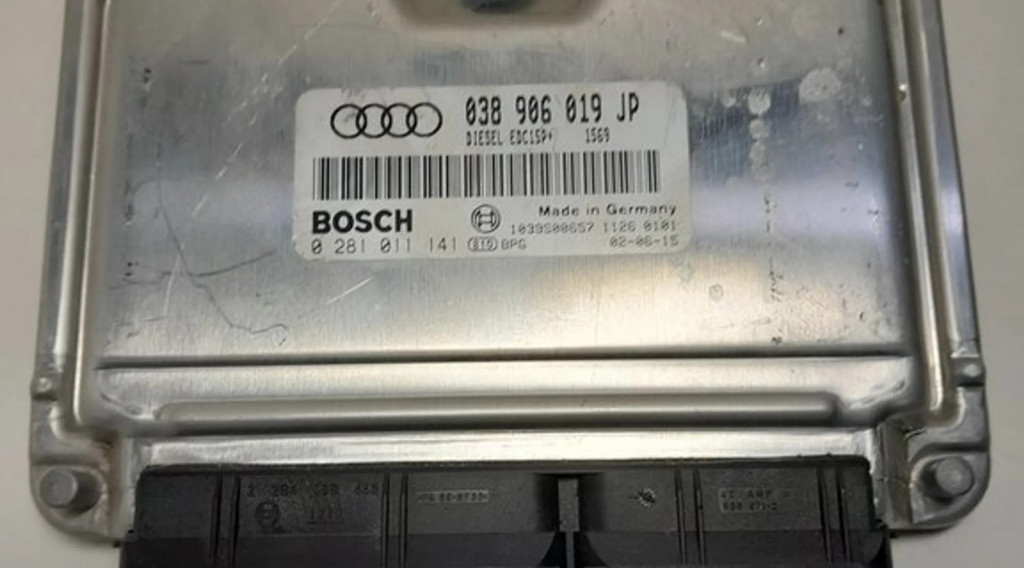 038 906 019 JP
DIESEL EDC15P+ 1569
BOSCH
Made in Germany
1039S00657 1126 0101
0 281 011 141 BPG 02-06-15